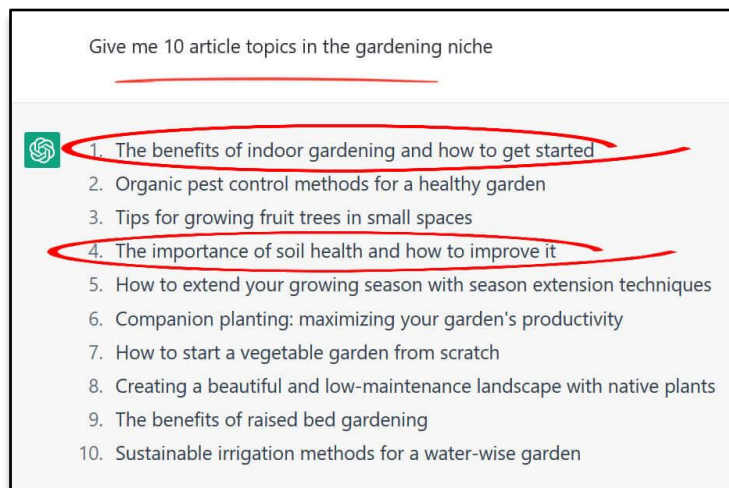 Give me 10 article topics in the gardening niche
1. The benefits of indoor gardening and how to get started
2. Organic pest control methods for a healthy garden
3. Tips for growing fruit trees in small spaces
4. The importance of soil health and how to improve it
5. How to extend your growing season with season extension techniques
6. Companion planting: maximizing your garden's productivity
7. How to start a vegetable garden from scratch
8. Creating a beautiful and low-maintenance landscape with native plants
9. The benefits of raised bed gardening
10. Sustainable irrigation methods for a water-wise garden